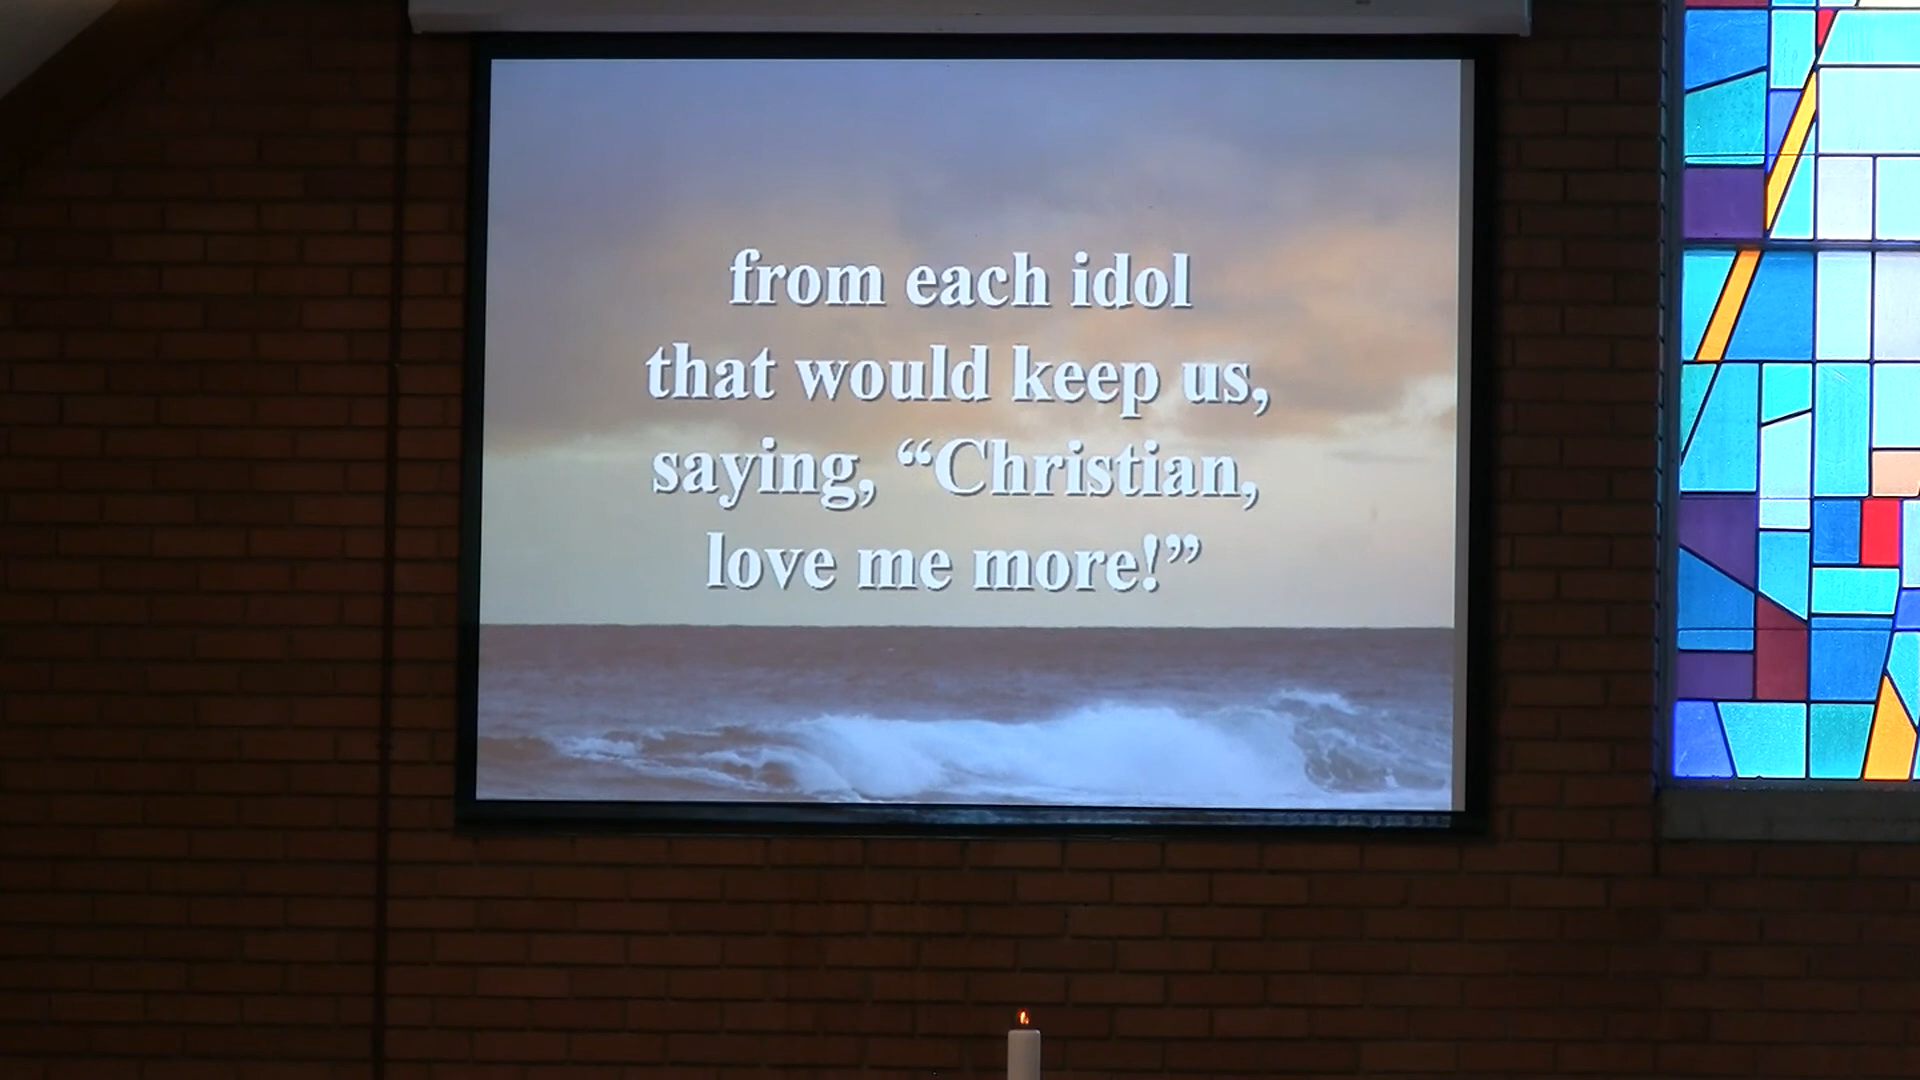 from each idol
that would keep us,
saying, “Christian,
love me more!”